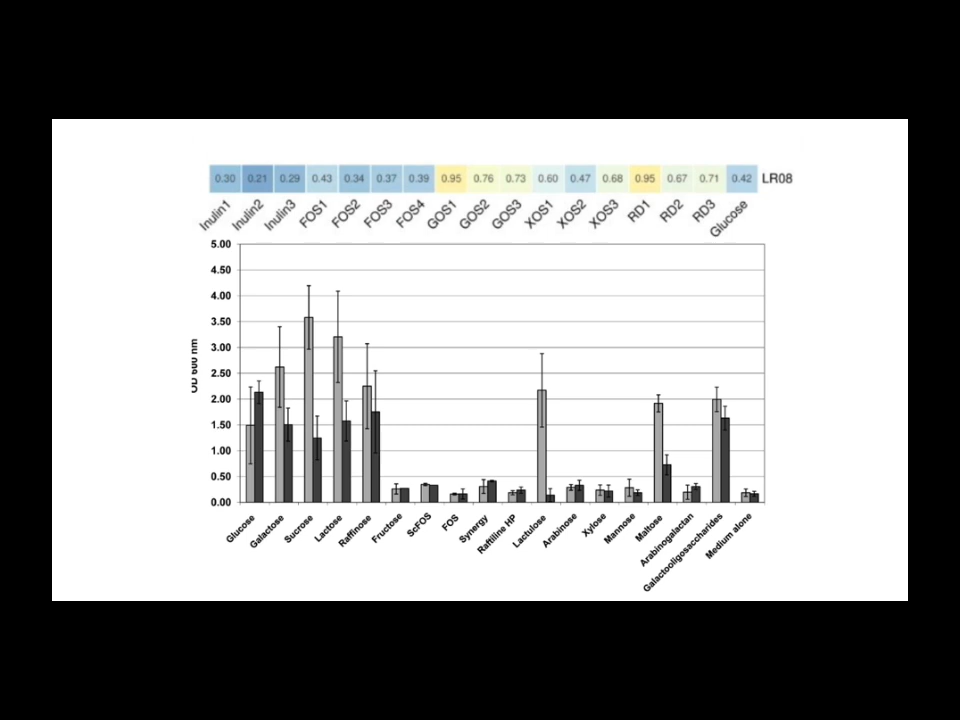 0.30 0.21 0.29 0.43 0.34 0.37 0.39 0.95 0.76 0.73 0.60 0.47 0.68 0.95 0.67 0.71 0.42 LR08
Inulin1 Inulin2 Inulin3 FOS1 FOS2 FOS3 FOS4 GOS1 GOS2 GOS3 XOS1 XOS2 XOS3 RD1 RD2 RD3 Glucose
5.00
4.50
4.00
3.50
3.00
2.50
2.00
1.50
1.00
0.50
0.00
OD 600 nm
Glucose Galactose Sucrose Lactose Raffinose Fructose ScFOS FOS Synergy Raftiline HP Lactulose Arabinose Xylose Mannose Maltose Arabinogalactan Galactooligosaccharides Medium alone